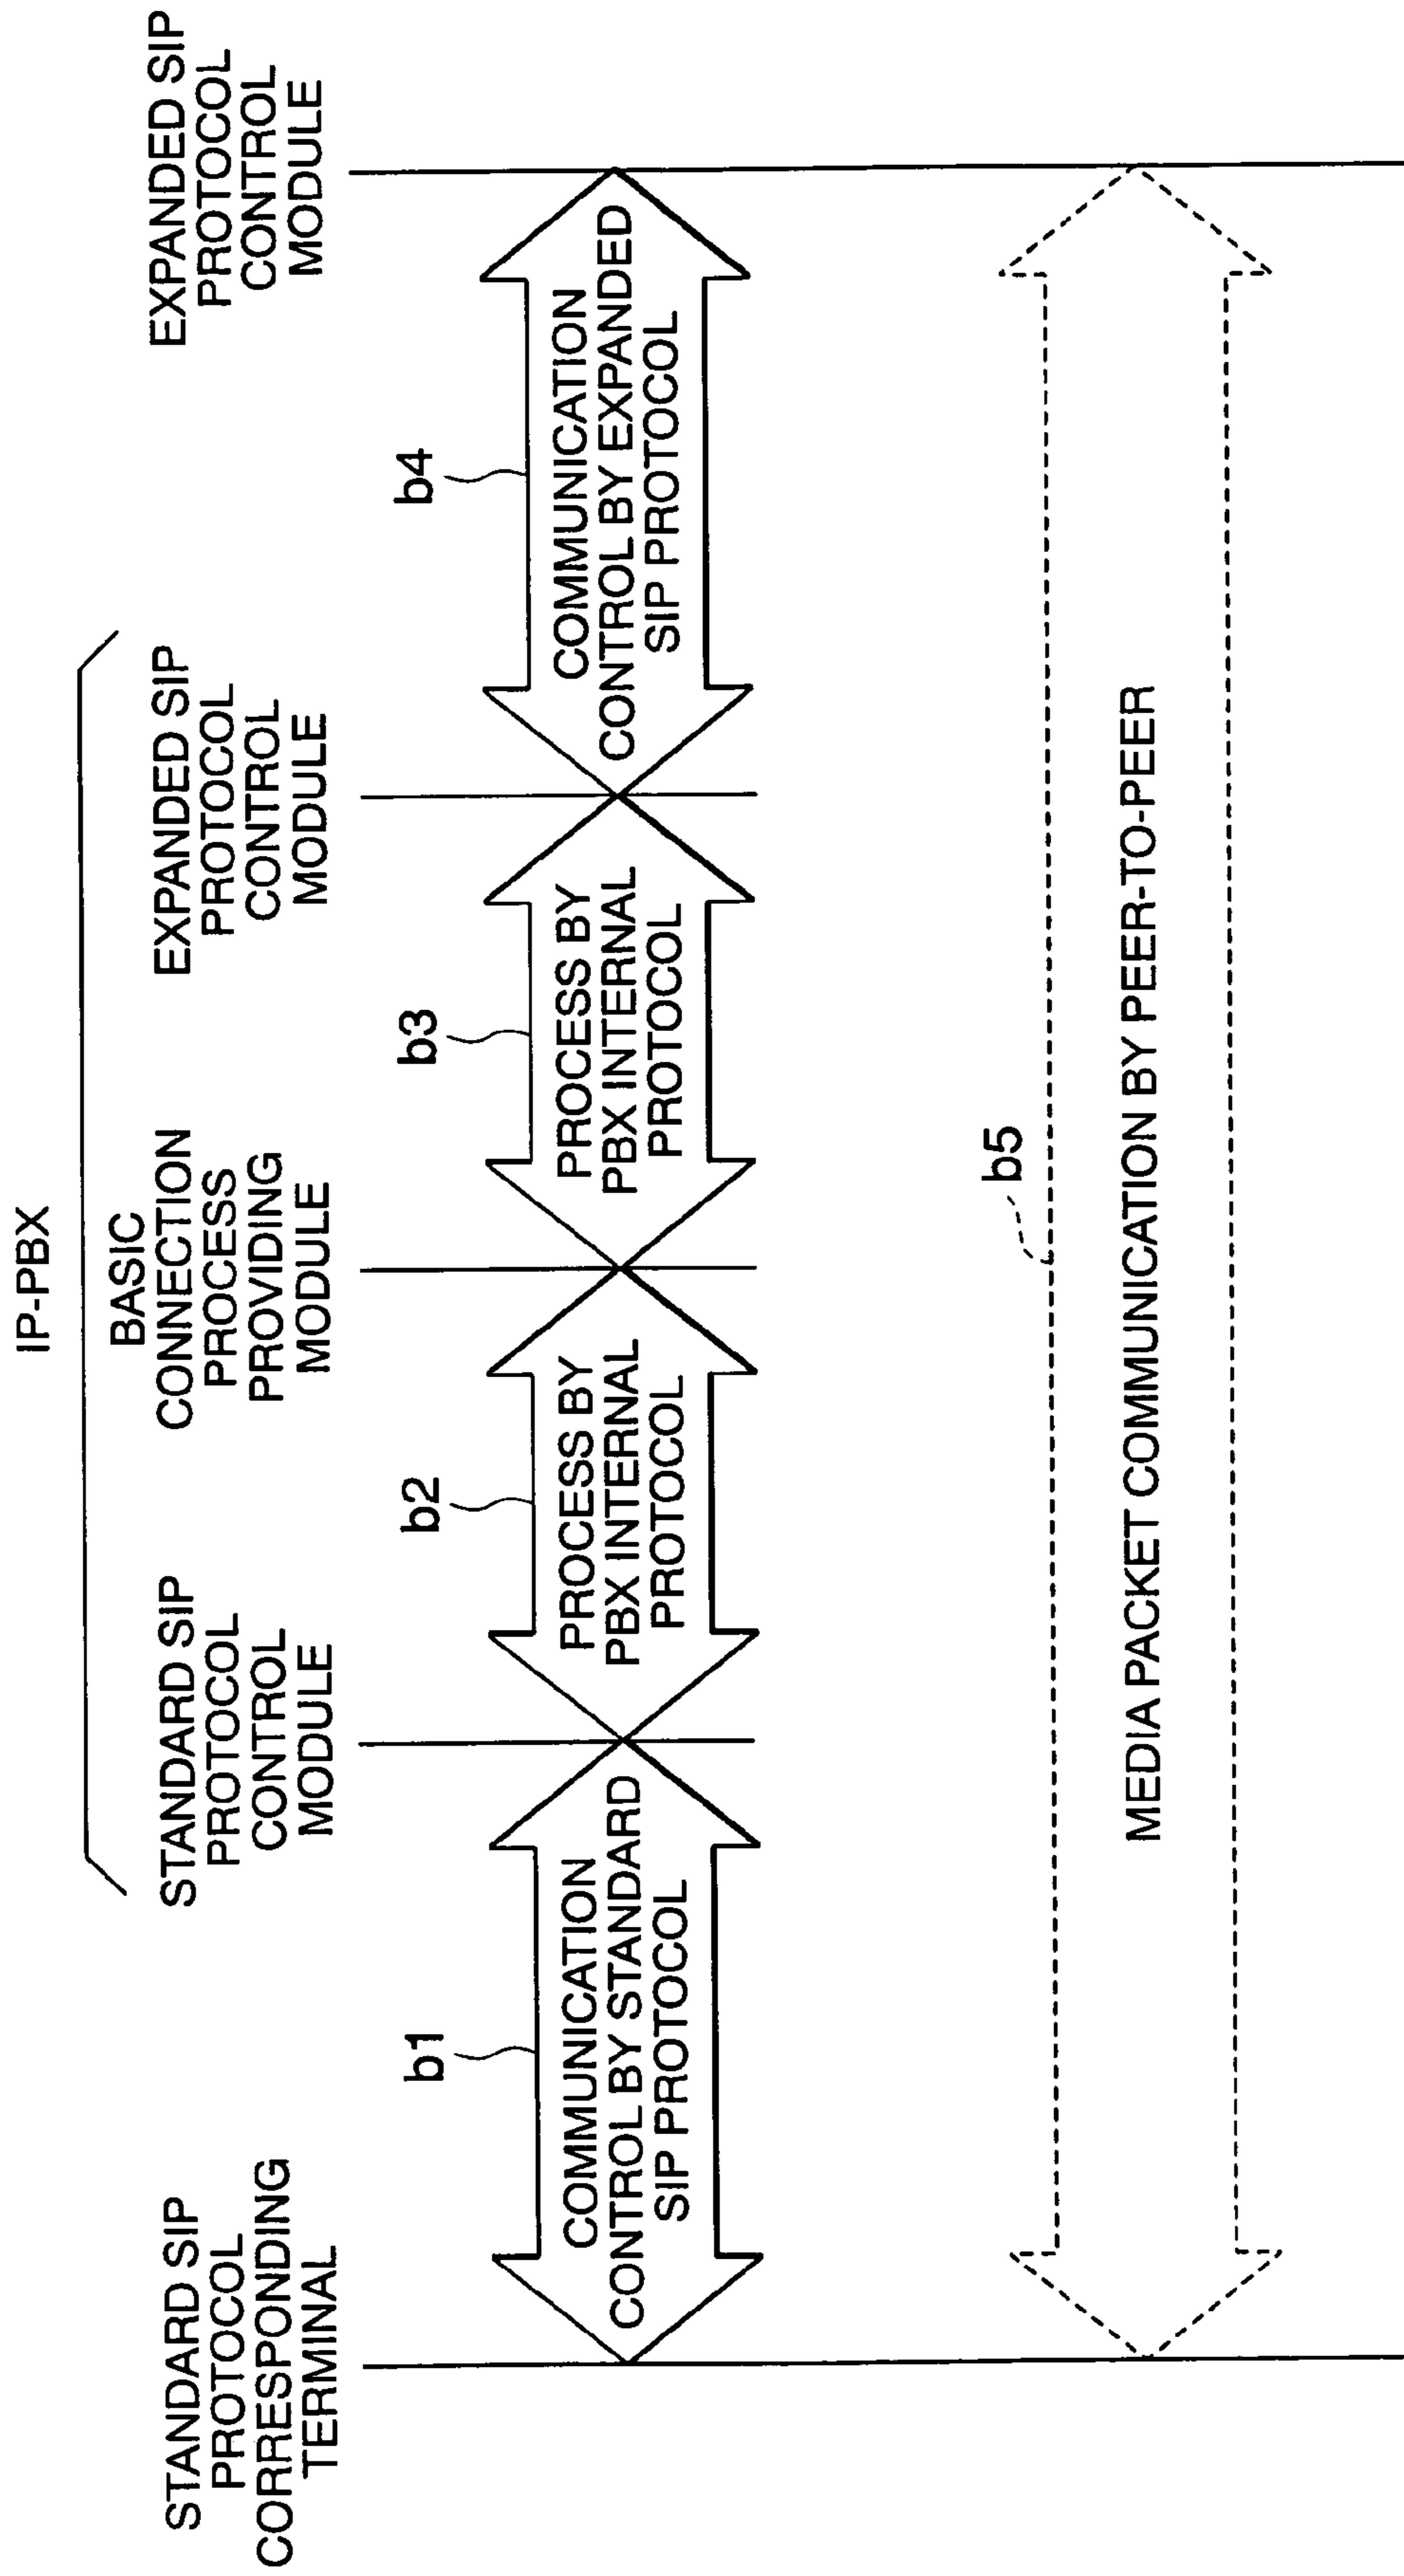 IP-PBX
STANDARD SIP
PROTOCOL
CORRESPONDING
TERMINAL
STANDARD SIP
PROTOCOL
CONTROL
MODULE
BASIC
CONNECTION
PROCESS
PROVIDING
MODULE
EXPANDED SIP
PROTOCOL
CONTROL
MODULE
EXPANDED SIP
PROTOCOL
CONTROL
MODULE
b1
COMMUNICATION
CONTROL BY STANDARD
SIP PROTOCOL
b2
PROCESS BY
PBX INTERNAL
PROTOCOL
b3
PROCESS BY
PBX INTERNAL
PROTOCOL
b4
COMMUNICATION
CONTROL BY EXPANDED
SIP PROTOCOL
b5
MEDIA PACKET COMMUNICATION BY PEER-TO-PEER